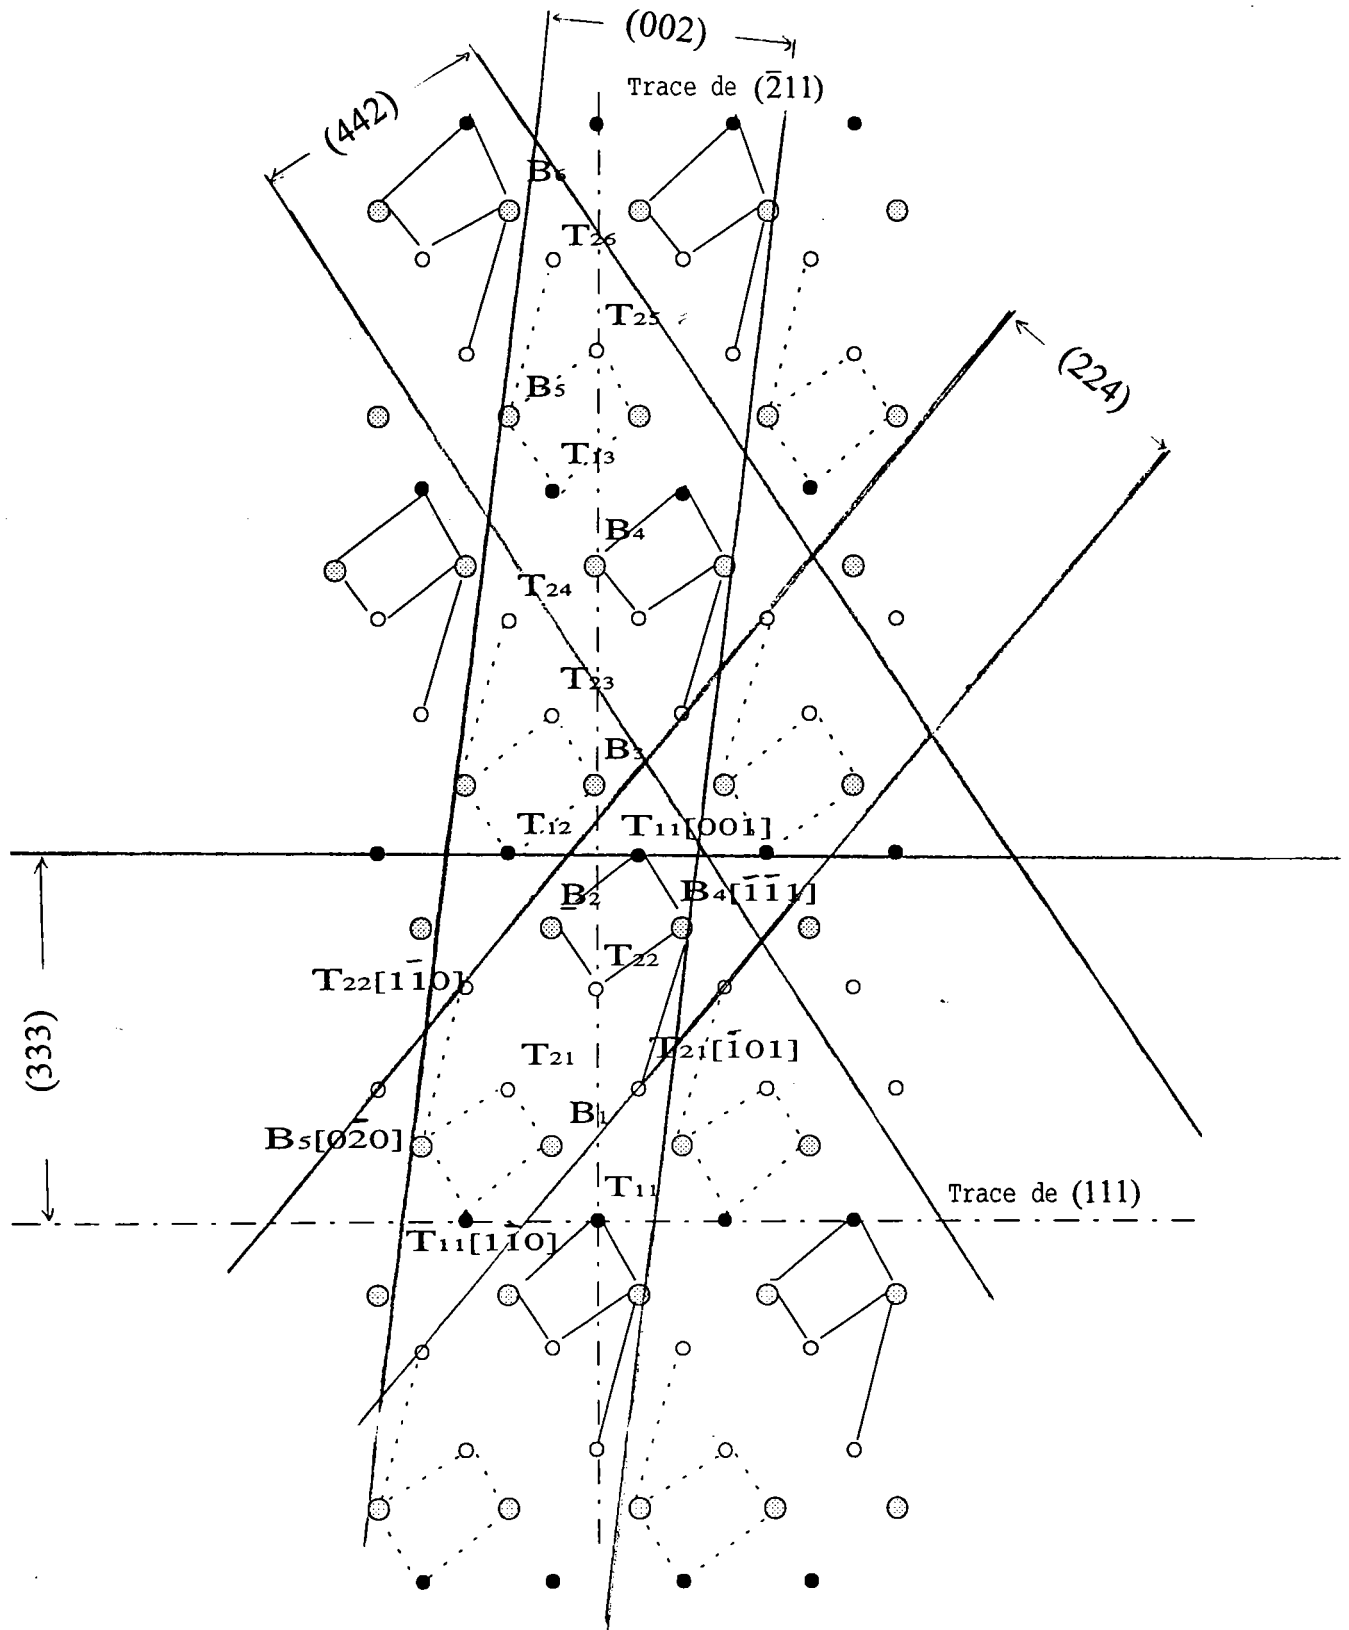 (002)
Trace de (2̅11)
(442)
B₆
T₂₆
T₂₅
(224)
B₅
T₁₃
B₄
T₂₄
T₂₃
B₃
T₁₂
T₁₁[001]
B₂
B₄[1̅1̅1]
T₂₂
T₂₂[11̅0]
(333)
T₂₁
T₂₁[1̅01]
B₁
B₅[02̅0]
T₁₁
Trace de (111)
T₁₁[11̅0]